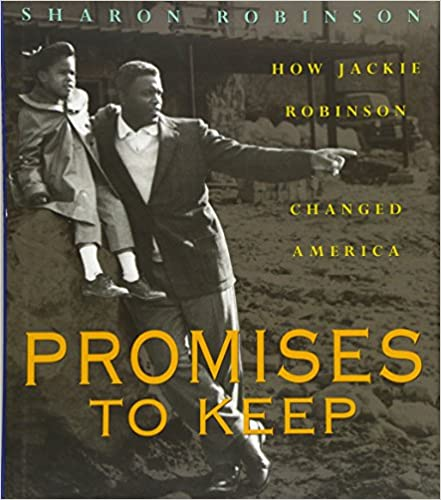 SHARON ROBINSON
HOW JACKIE
ROBINSON
CHANGED
AMERICA
PROMISES
TO KEEP